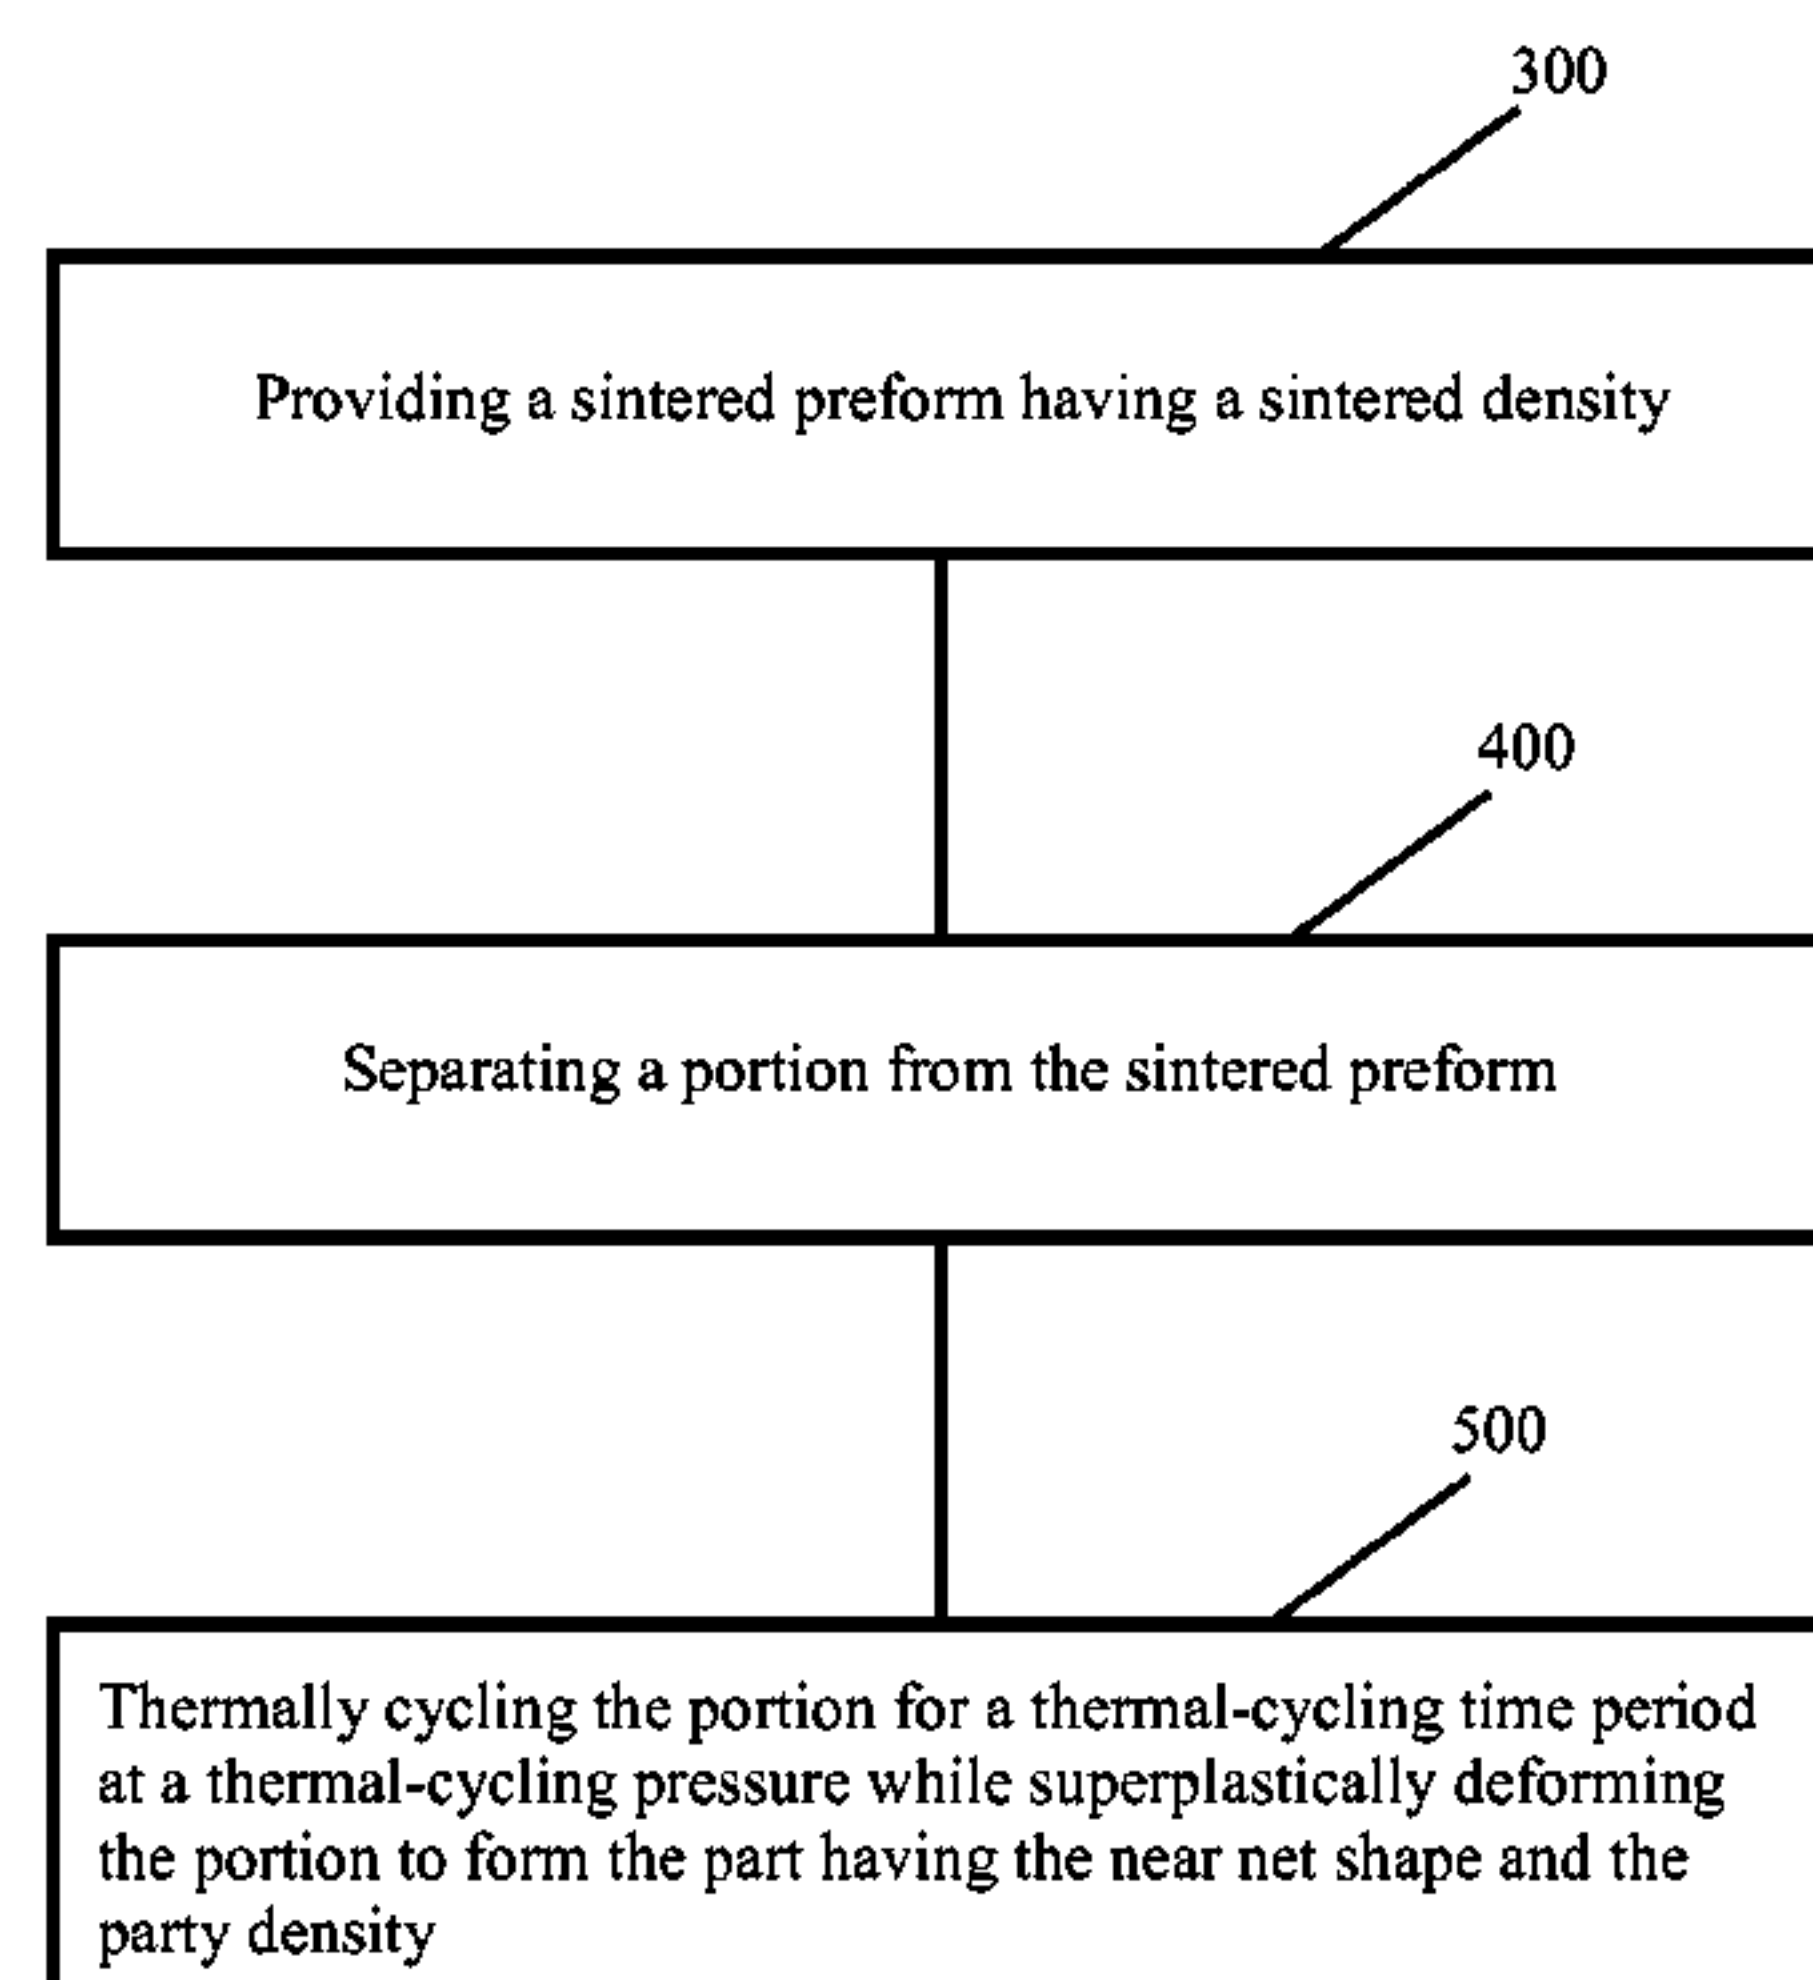 300
Providing a sintered preform having a sintered density
400
Separating a portion from the sintered preform
500
Thermally cycling the portion for a thermal-cycling time period
at a thermal-cycling pressure while superplastically deforming
the portion to form the part having the near net shape and the
party density